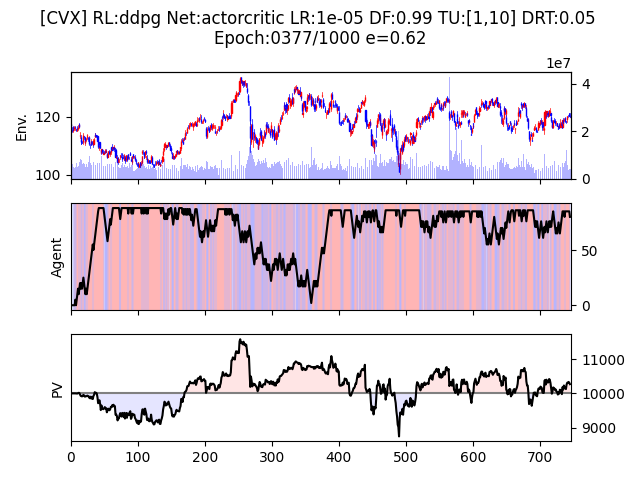 [CVX] RL:ddpg Net:actorcritic LR:1e-05 DF:0.99 TU:[1,10] DRT:0.05
Epoch:0377/1000 e=0.62
1e7
Env.
120
100
4
2
0
Agent
50
0
PV
11000
10000
9000
0 100 200 300 400 500 600 700